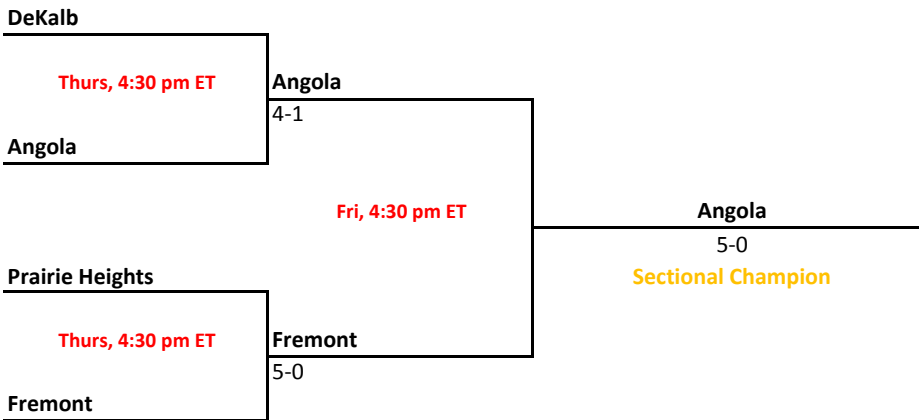 DeKalb
Thurs, 4:30 pm ET
Angola
4-1
Angola
Fri, 4:30 pm ET
Angola
5-0
Sectional Champion
Prairie Heights
Thurs, 4:30 pm ET
Fremont
5-0
Fremont